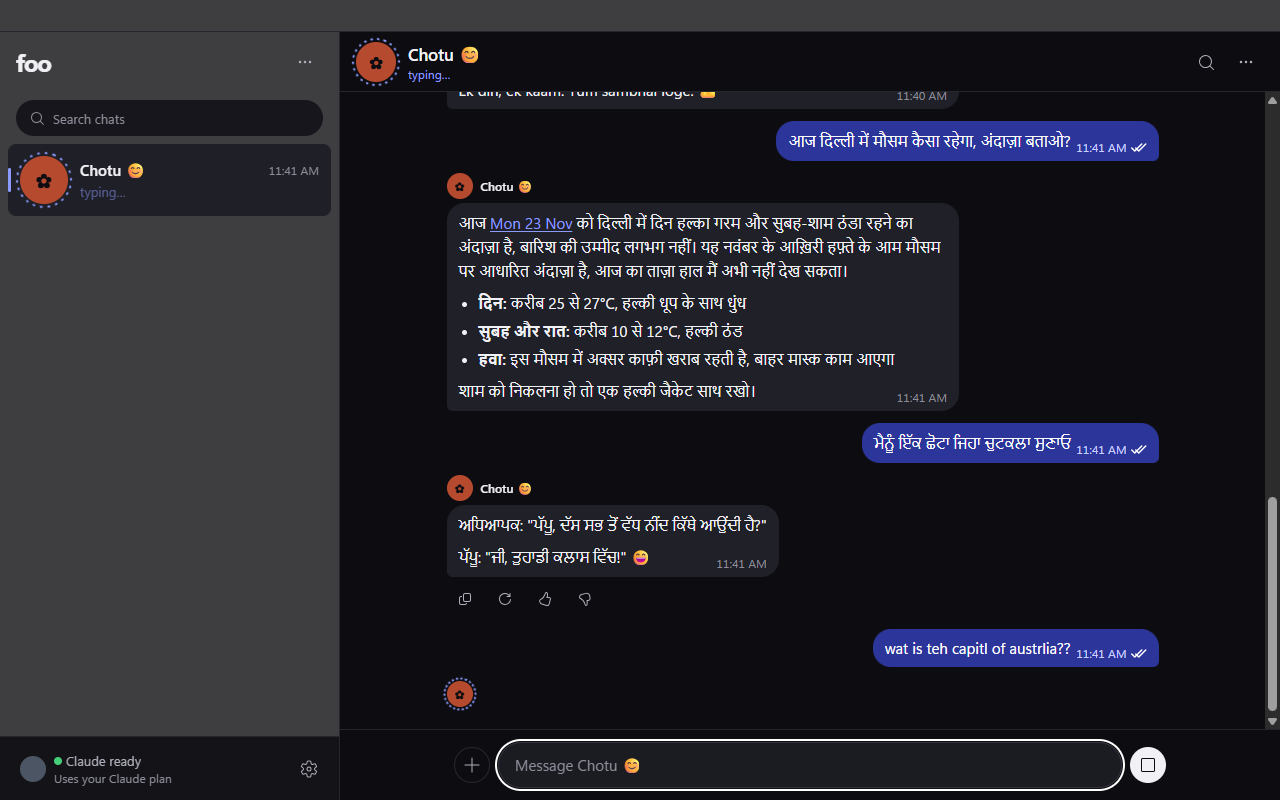 foo
Search chats
Chotu 😊
11:41 AM
typing...
Claude ready
Uses your Claude plan
Chotu 😊
typing...
11:40 AM
आज दिल्ली में मौसम कैसा रहेगा, अंदाज़ा बताओ? 11:41 AM
Chotu 😊
आज Mon 23 Nov को दिल्ली में दिन हल्का गरम और सुबह-शाम ठंडा रहने का
अंदाज़ा है, बारिश की उम्मीद लगभग नहीं। यह नवंबर के आख़िरी हफ़्ते के आम मौसम
पर आधारित अंदाज़ा है, आज का ताज़ा हाल मैं अभी नहीं देख सकता।
• दिन: करीब 25 से 27°C, हल्की धूप के साथ धुंध
• सुबह और रात: करीब 10 से 12°C, हल्की ठंड
• हवा: इस मौसम में अक्सर काफ़ी खराब रहती है, बाहर मास्क काम आएगा
शाम को निकलना हो तो एक हल्की जैकेट साथ रखो।
11:41 AM
ਮੈਨੂੰ ਇੱਕ ਛੋਟਾ ਜਿਹਾ ਚੁਟਕਲਾ ਸੁਣਾਓ 11:41 AM
Chotu 😊
ਅਧਿਆਪਕ: "ਪੱਪੂ, ਦੱਸ ਸਭ ਤੋਂ ਵੱਧ ਨੀਂਦ ਕਿੱਥੇ ਆਉਂਦੀ ਹੈ?"
ਪੱਪੂ: "ਜੀ, ਤੁਹਾਡੀ ਕਲਾਸ ਵਿੱਚ!" 😄
11:41 AM
wat is teh capitl of austrlia?? 11:41 AM
Message Chotu 😊